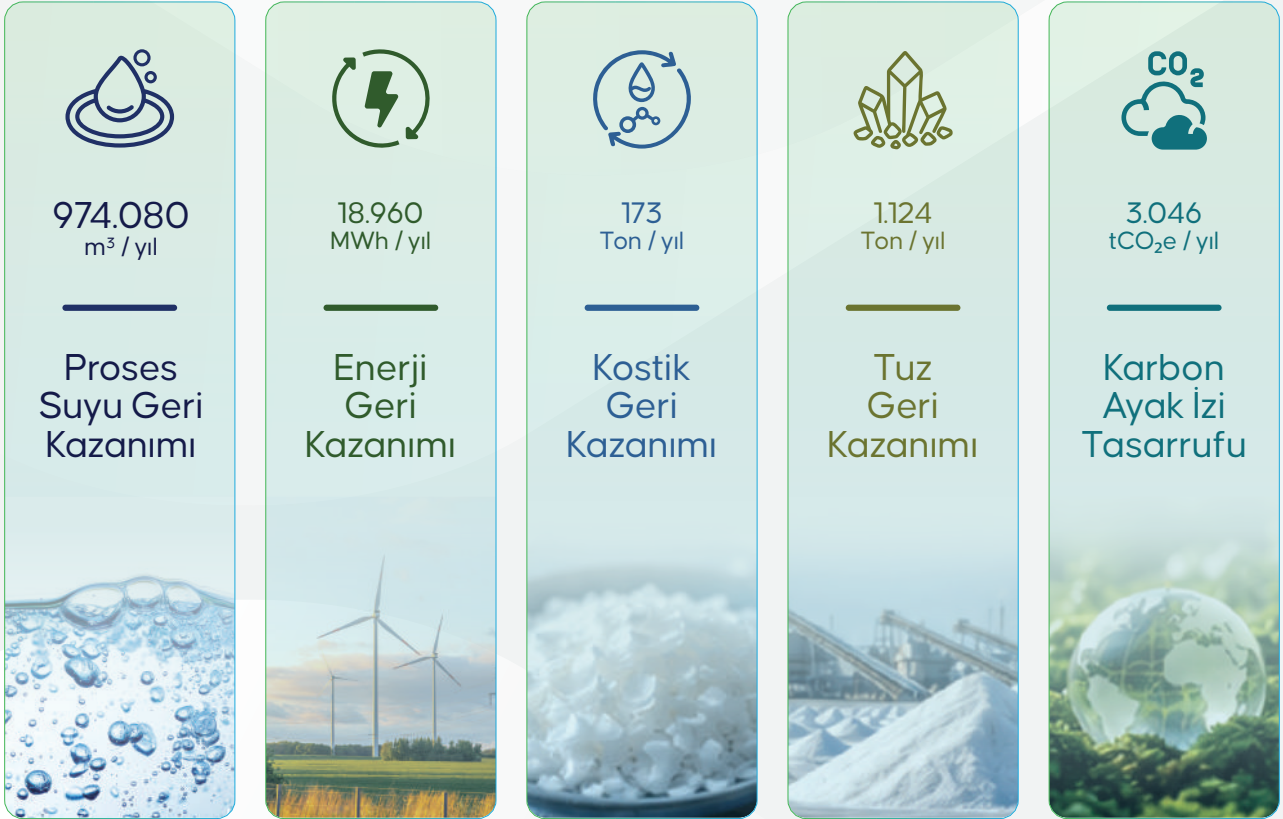 974.080
m³ / yıl
Proses
Suyu Geri
Kazanımı
18.960
MWh / yıl
Enerji
Geri
Kazanımı
173
Ton / yıl
Kostik
Geri
Kazanımı
1.124
Ton / yıl
Tuz
Geri
Kazanımı
CO₂
3.046
tCO₂e / yıl
Karbon
Ayak İzi
Tasarrufu